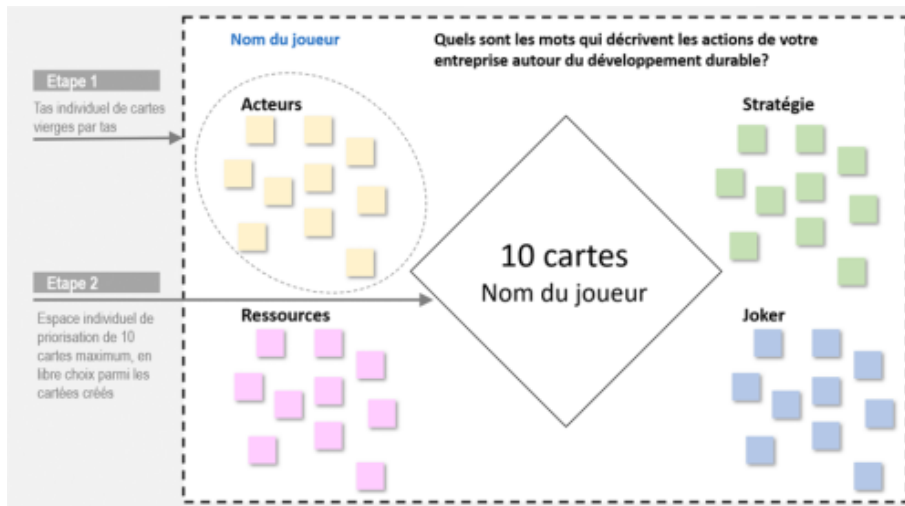 Nom du joueur
Quels sont les mots qui décrivent les actions de votre
entreprise autour du développement durable?
Etape 1
Tas individuel de cartes
vierges par tas
Acteurs
Stratégie
10 cartes
Nom du joueur
Etape 2
Espace individuel de
priorisation de 10
cartes maximum, en
libre choix parmi les
cartées créés
Ressources
Joker